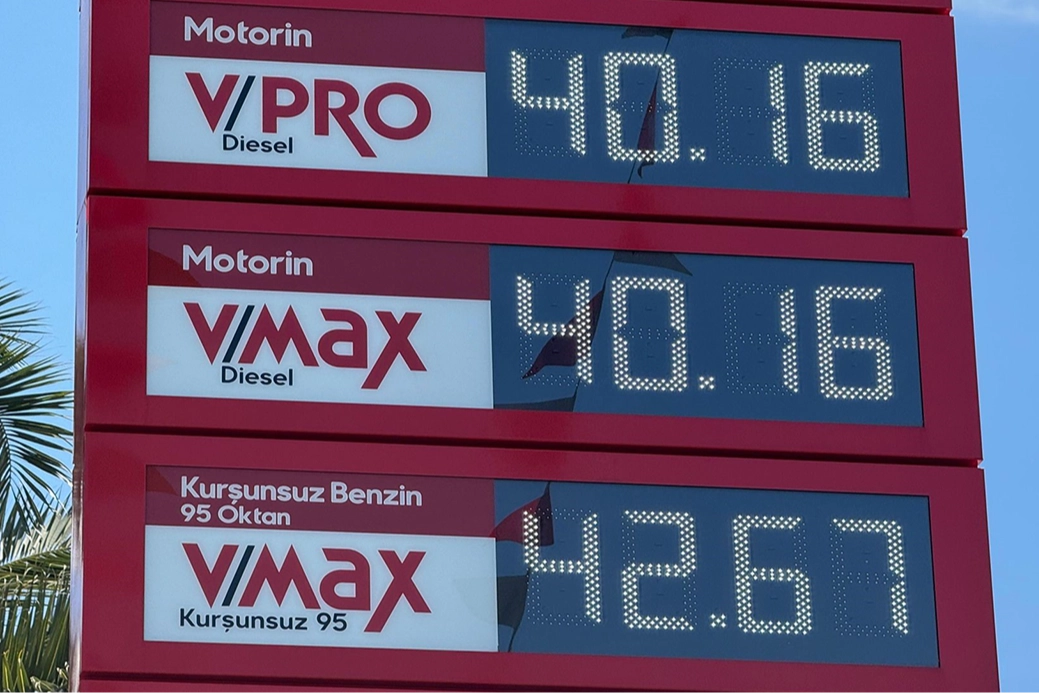 Motorin
V/PRO
Diesel
40.16
Motorin
V/Max
Diesel
40.16
Kurşunsuz Benzin
95 Oktan
V/Max
Kurşunsuz 95
42.67